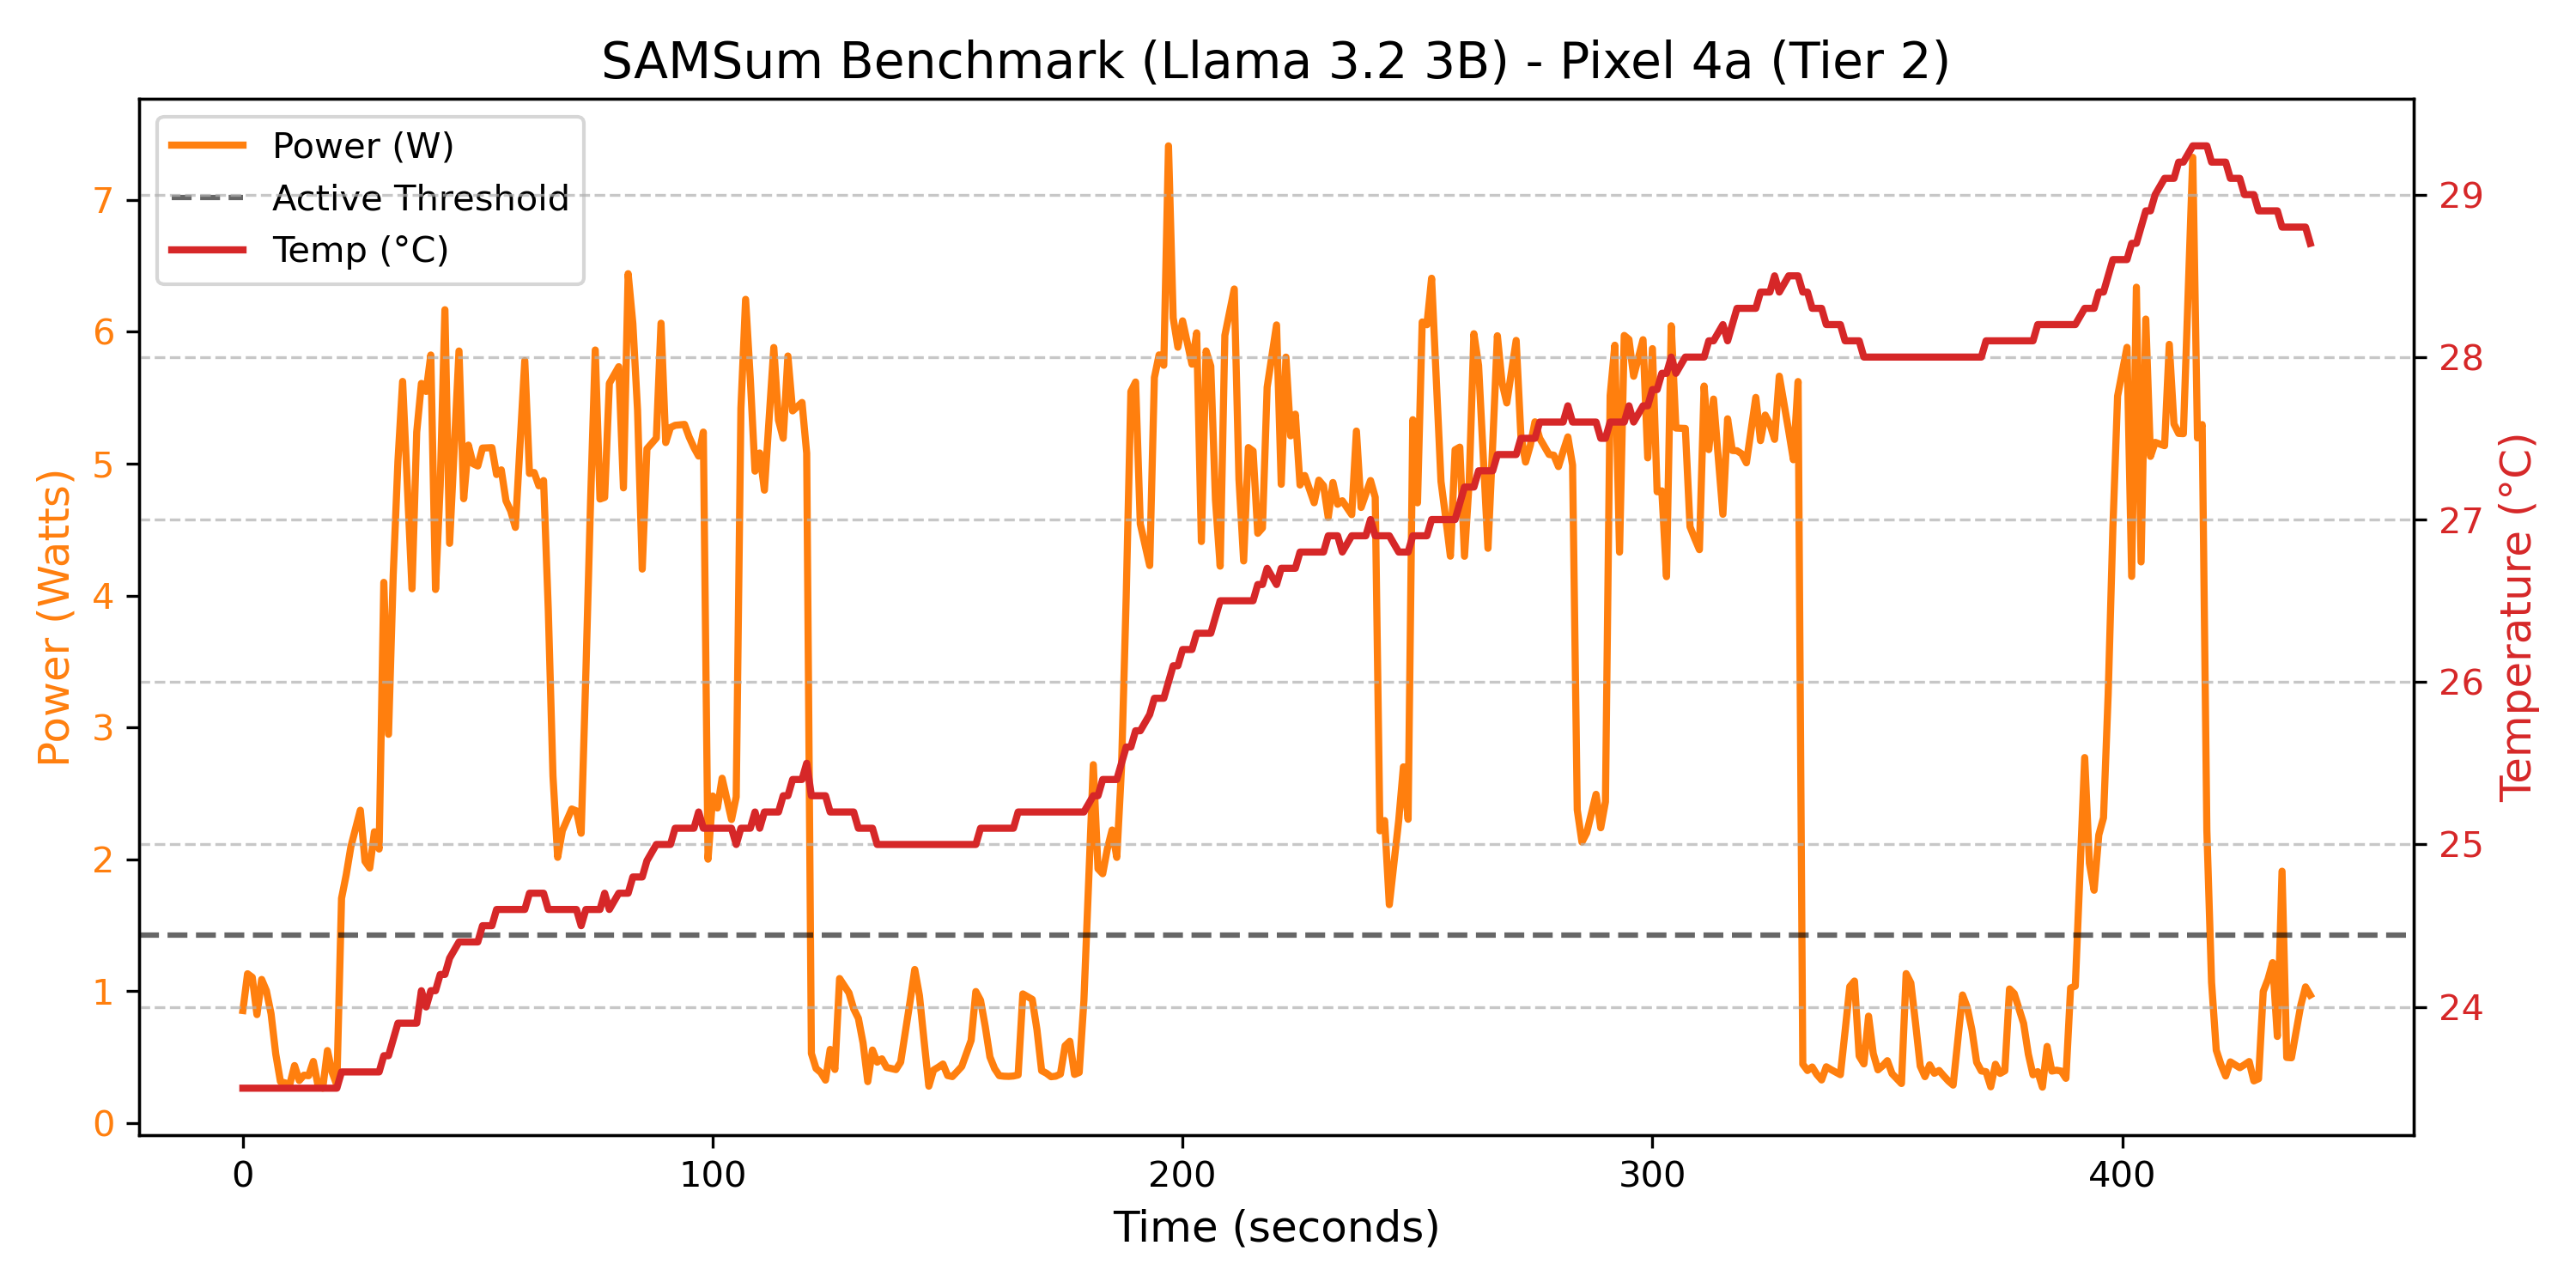 SAMSum Benchmark (Llama 3.2 3B) - Pixel 4a (Tier 2)
Power (W)
Active Threshold
Temp (°C)
Power (Watts)
7
6
5
4
3
2
1
0
29
28
27
26
25
24
Temperature (°C)
0 100 200 300 400
Time (seconds)